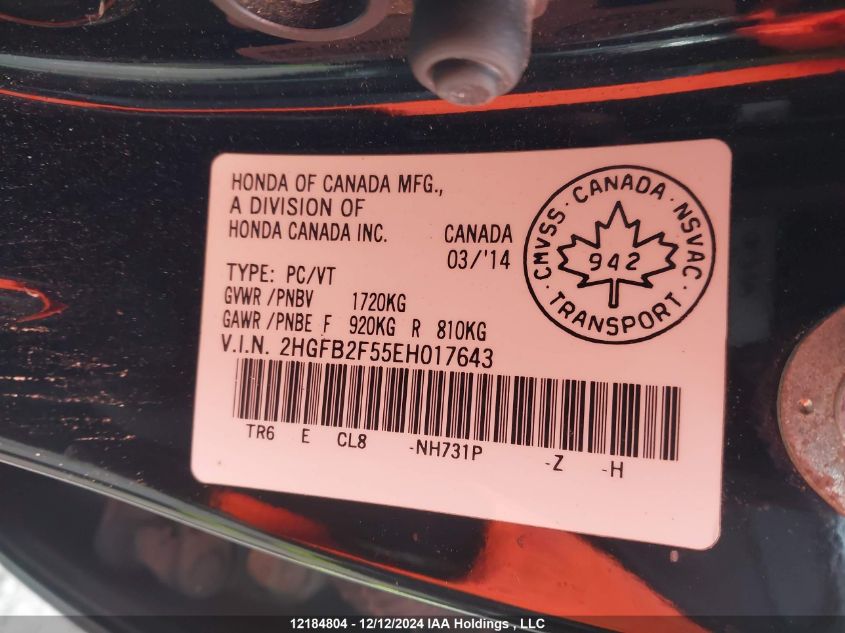 HONDA OF CANADA MFG.,
A DIVISION OF
HONDA CANADA INC.
CANADA
03/'14
TYPE: PC/VT
GVWR /PNBV 1720KG
GAWR /PNBE F 920KG R 810KG
V.I.N. 2HGFB2F55EH017643
TR6 E CL8 -NH731P -Z -H
CMVSS · CANADA · NSVAC · TRANSPORT ·
942
12184804 - 12/12/2024 IAA Holdings , LLC